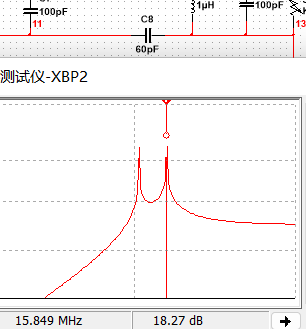 100pF
11
C8
60pF
1µH
100pF
13
测试仪-XBP2
15.849 MHz
18.27 dB